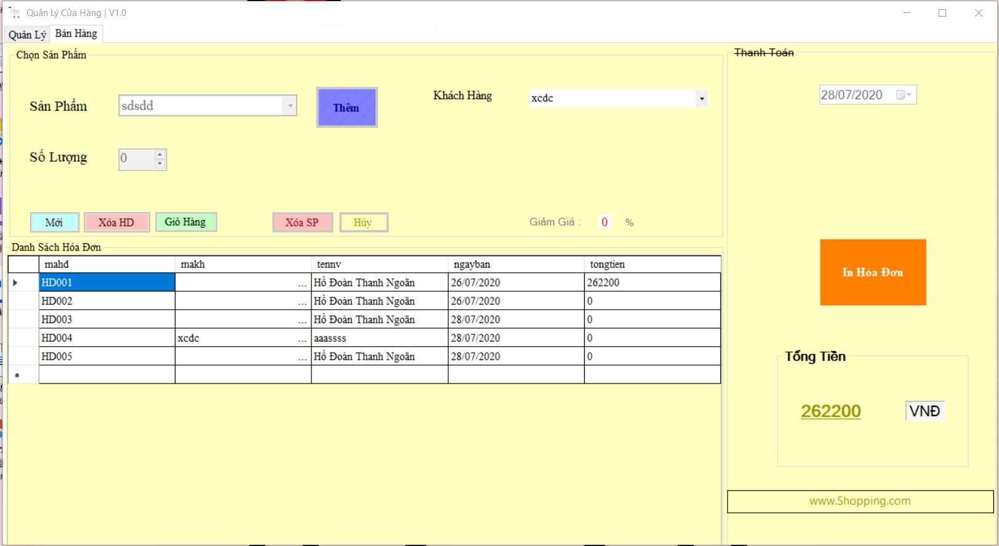 Quản Lý Cửa Hàng | V1.0
Quản Lý Bán Hàng
Chọn Sản Phẩm
Sản Phẩm sdsdd Thêm Khách Hàng xcdc
Số Lượng 0
Mới Xóa HD Giỏ Hàng Xóa SP Hủy Giảm Giá : 0 %
Danh Sách Hóa Đơn
mahd makh tennv ngayban tongtien
HD001 ... Hồ Đoàn Thanh Ngoãn 26/07/2020 262200
HD002 ... Hồ Đoàn Thanh Ngoãn 26/07/2020 0
HD003 ... Hồ Đoàn Thanh Ngoãn 28/07/2020 0
HD004 xcdc ... aaassss 28/07/2020 0
HD005 ... Hồ Đoàn Thanh Ngoãn 28/07/2020 0
Thanh Toán
28/07/2020
In Hóa Đơn
Tổng Tiền
262200 VNĐ
www.Shopping.com